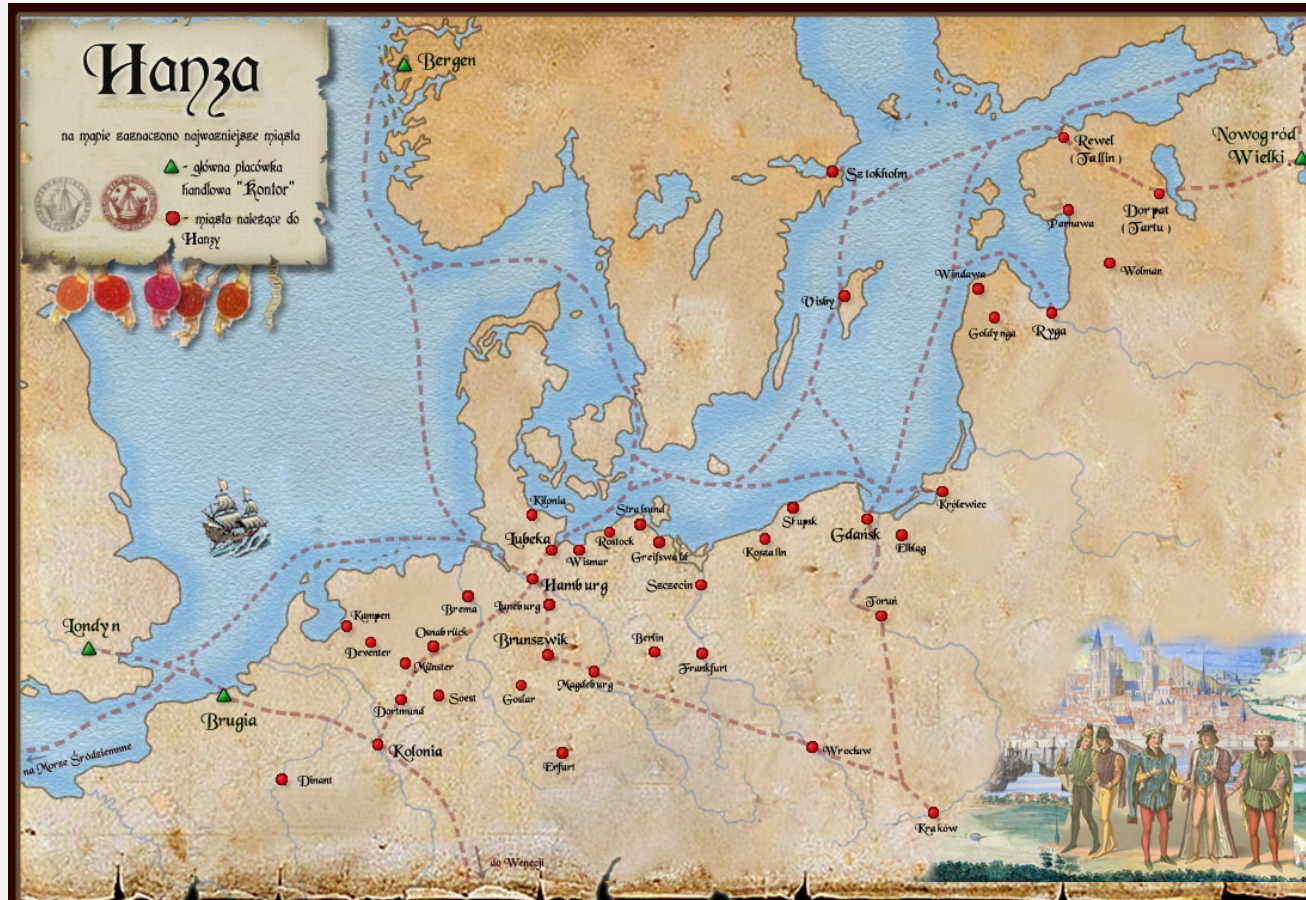 Hanza
na mapie zaznaczono najwazniejsze miasta
- główna placówka
handlowa "Kontor"
- miasta należące do
Hanzy
Bergen
Nowogród
Wielki
Rewel
( Tallin )
Sztokholm
Dorpat
( Tartu )
Parnawa
Wolmar
Windawa
Visby
Goldynga
Ryga
Kilonia
Królewiec
Stralsund
Słupsk
Lubeka
Rostock
Gdańsk
Wismar
Greifswald
Koszalin
Elbląg
Hamburg
Szczecin
Brema
Luneburg
Toruń
Kampen
Londyn
Osnabrück
Brunszwik
Berlin
Deventer
Münster
Frankfurt
Magdeburg
Soest
Goslar
Dortmund
Brugia
Kolonia
Wrocław
na Morze Śródziemnne
Erfurt
Dinant
Kraków
do Wenecji